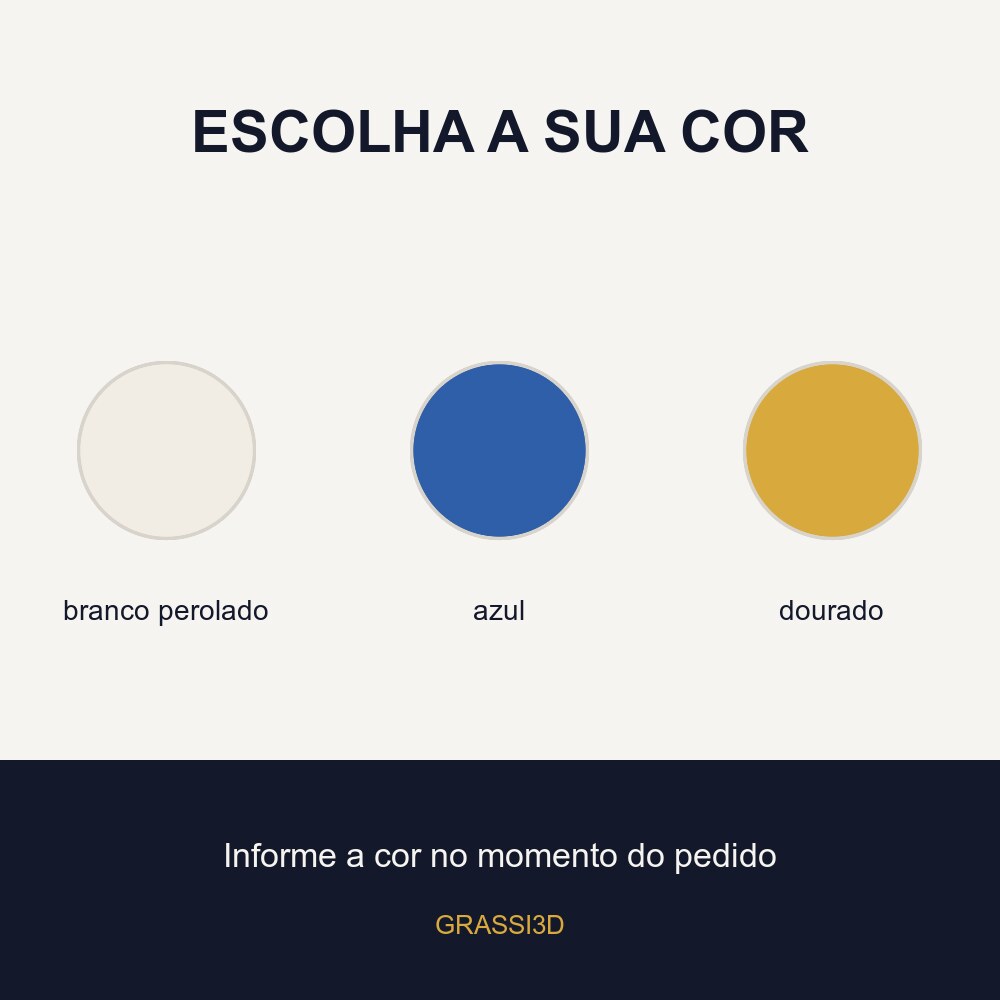 ESCOLHA A SUA COR
branco perolado
azul
dourado
Informe a cor no momento do pedido
GRASSI3D